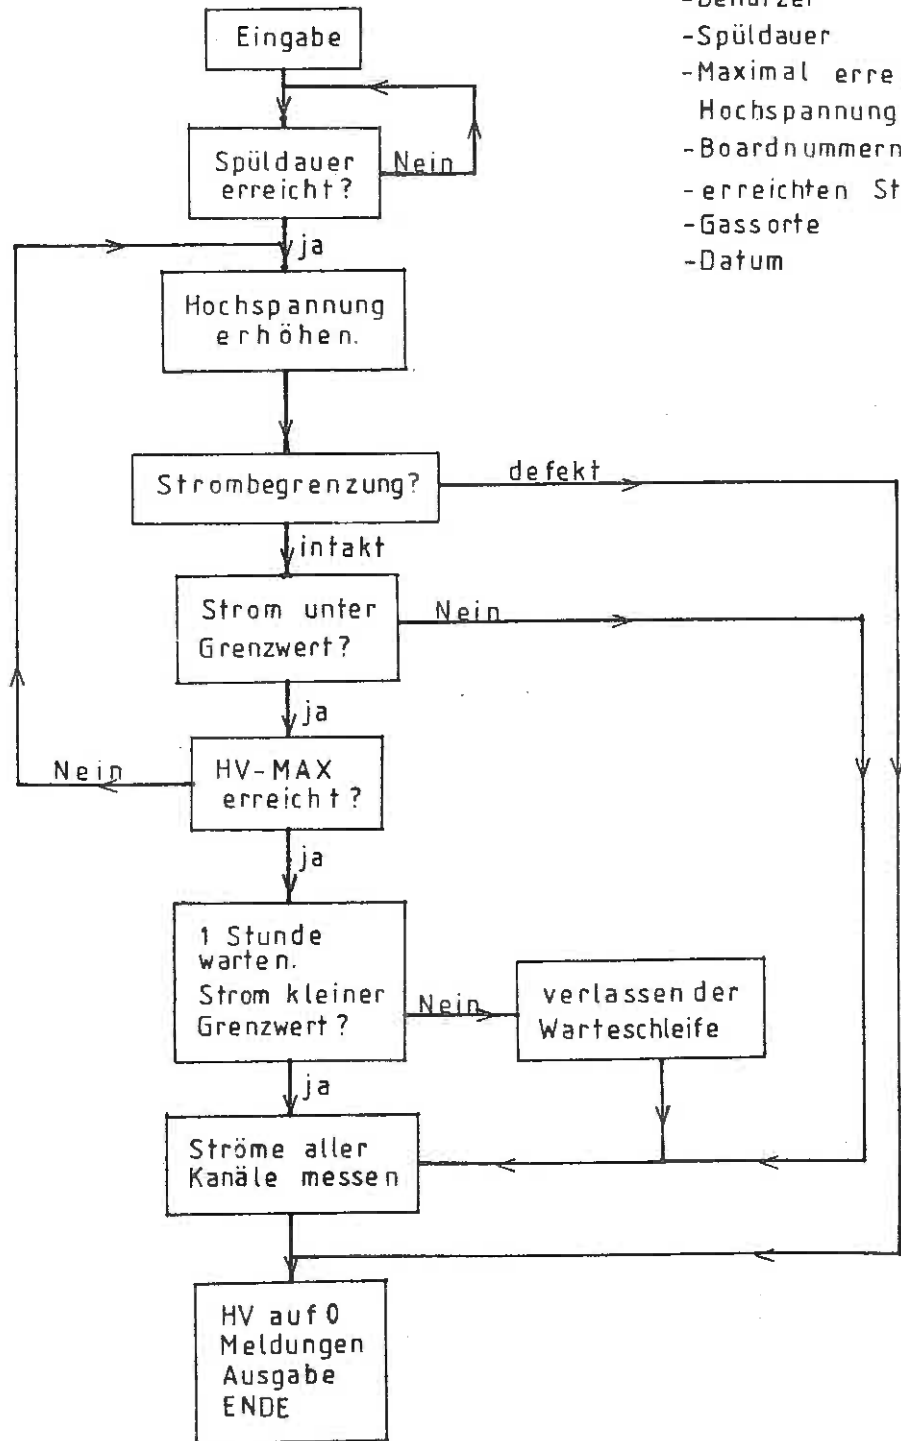 Eingabe
Spüldauer
erreicht?
Nein
ja
Hochspannung
erhöhen.
Strombegrenzung?
defekt
intakt
Strom unter
Grenzwert?
Nein
ja
HV-MAX
erreicht?
Nein
ja
1 Stunde
warten.
Strom kleiner
Grenzwert?
Nein
verlassen der
Warteschleife
ja
Ströme aller
Kanäle messen
HV auf 0
Meldungen
Ausgabe
ENDE
-Spüldauer
-Maximal erre
Hochspannung
-Boardnummern
-erreichten St
-Gassorte
-Datum